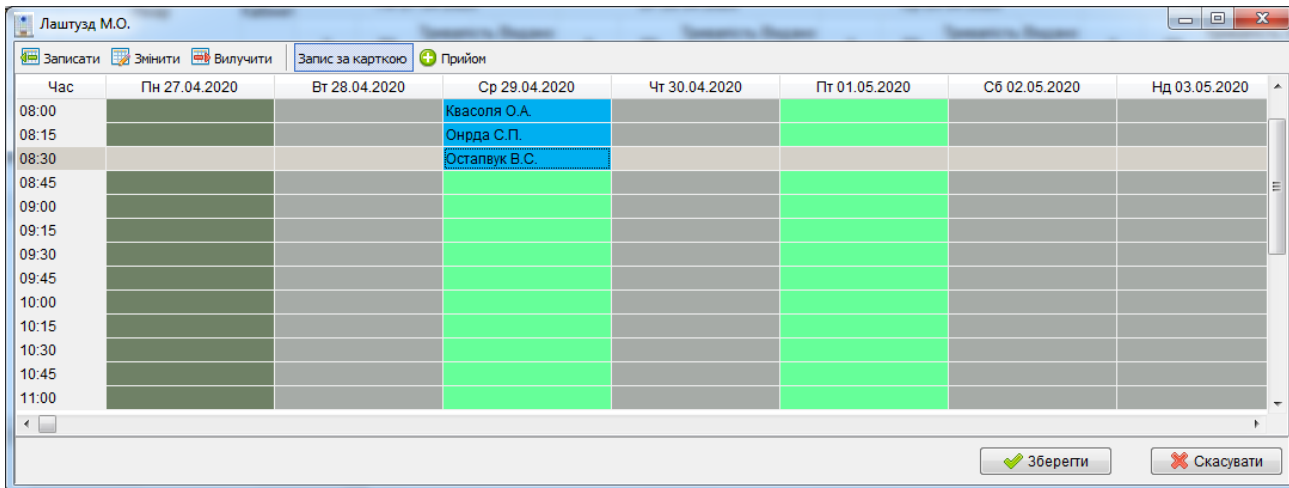 Лаштузд М.О.
Записати Змінити Вилучити Запис за карткою Прийом
Час Пн 27.04.2020 Вт 28.04.2020 Ср 29.04.2020 Чт 30.04.2020 Пт 01.05.2020 Сб 02.05.2020 Нд 03.05.2020
08:00 Квасоля О.А.
08:15 Онрда С.П.
08:30 Остапвук В.С.
08:45
09:00
09:15
09:30
09:45
10:00
10:15
10:30
10:45
11:00
Зберегти Скасувати